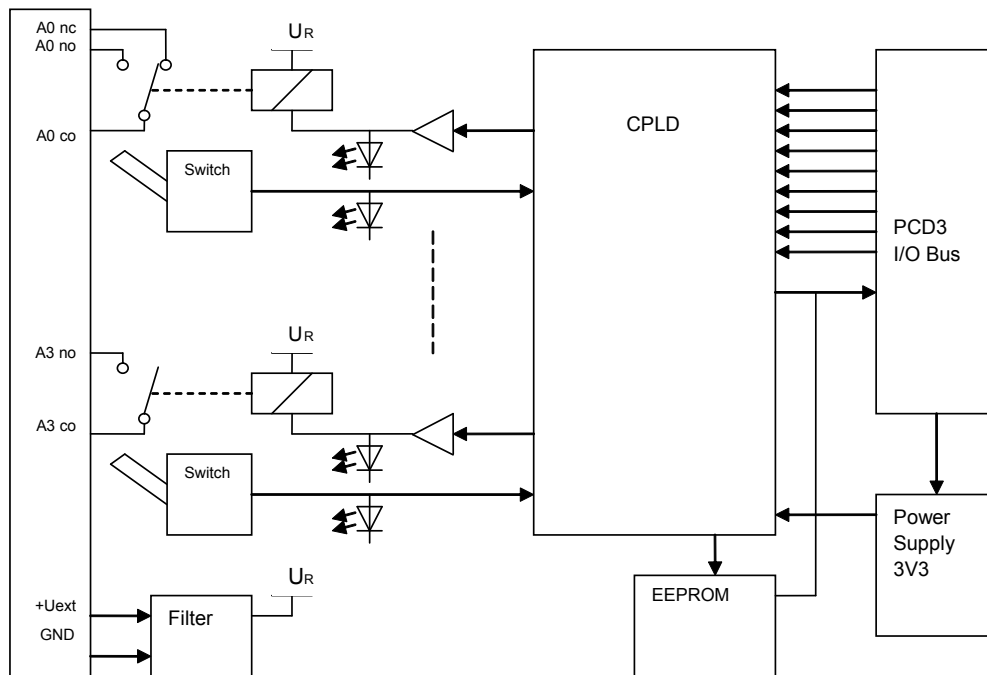 A0 nc
A0 no
UR
A0 co
CPLD
Switch
PCD3
I/O Bus
UR
A3 no
A3 co
Switch
Power
Supply
3V3
UR
+Uext
GND
Filter
EEPROM